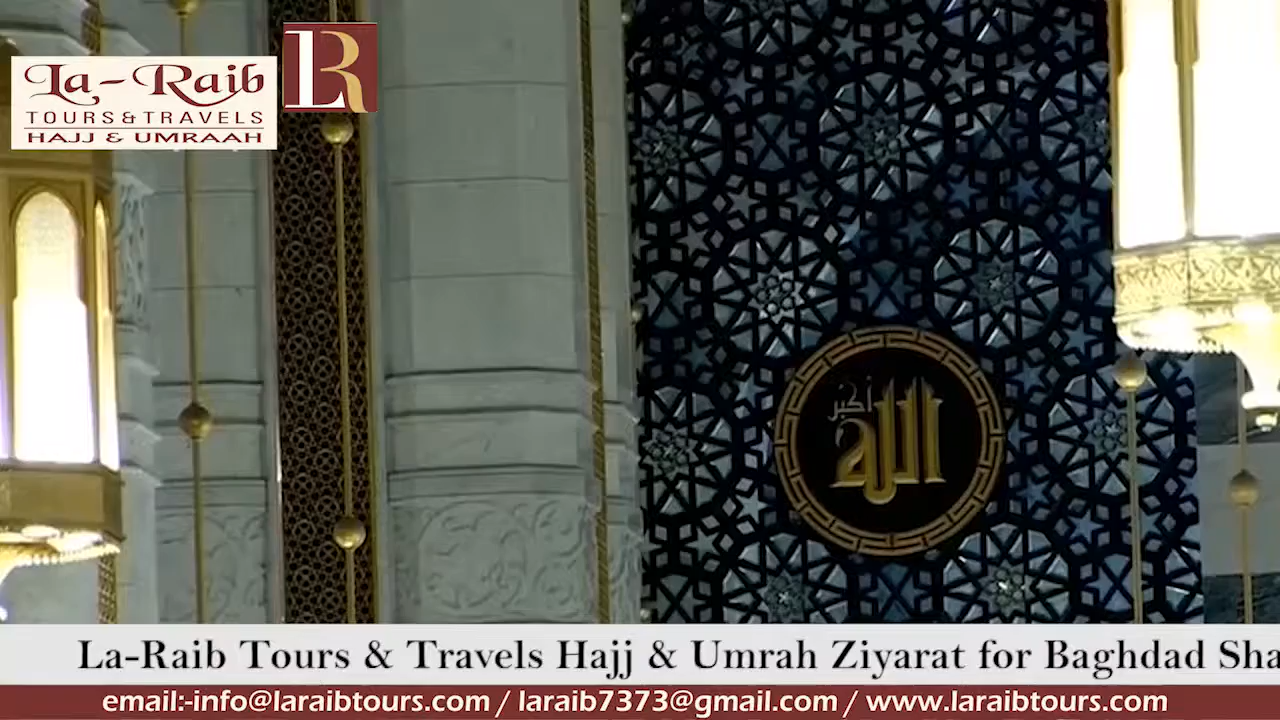 La-Raib
TOURS & TRAVELS
HAJJ & UMRAAH
LR
الله أكبر
La-Raib Tours & Travels Hajj & Umrah Ziyarat for Baghdad Sha
email:-info@laraibtours.com / laraib7373@gmail.com / www.laraibtours.com